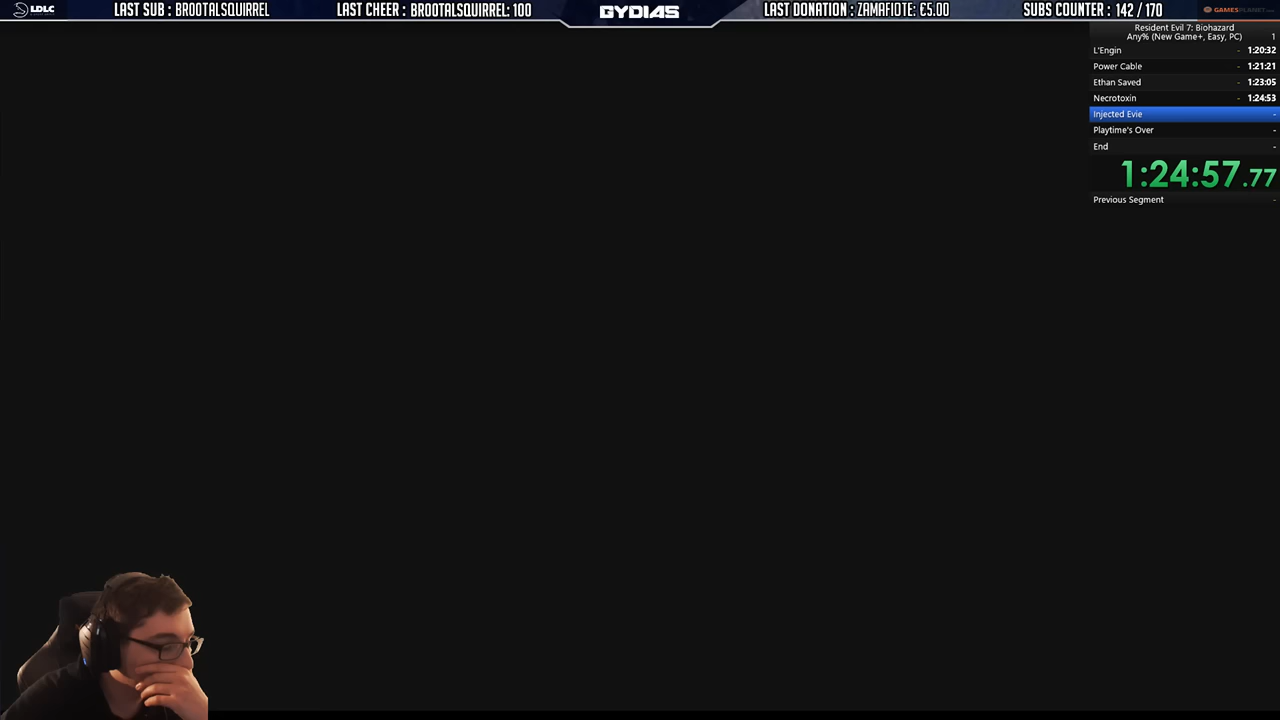 LDLC
LAST SUB : BROOTALSQUIRREL
LAST CHEER : BROOTALSQUIRREL: 100
GYDIAS
LAST DONATION : ZAMAFIOTE: €5.00
SUBS COUNTER : 142 / 170
GAMESPLANET.COM
Resident Evil 7: Biohazard
Any% (New Game+, Easy, PC) 1
L'Engin - 1:20:32
Power Cable - 1:21:21
Ethan Saved - 1:23:05
Necrotoxin - 1:24:53
Injected Evie -
Playtime's Over -
End -
1:24:57.77
Previous Segment -